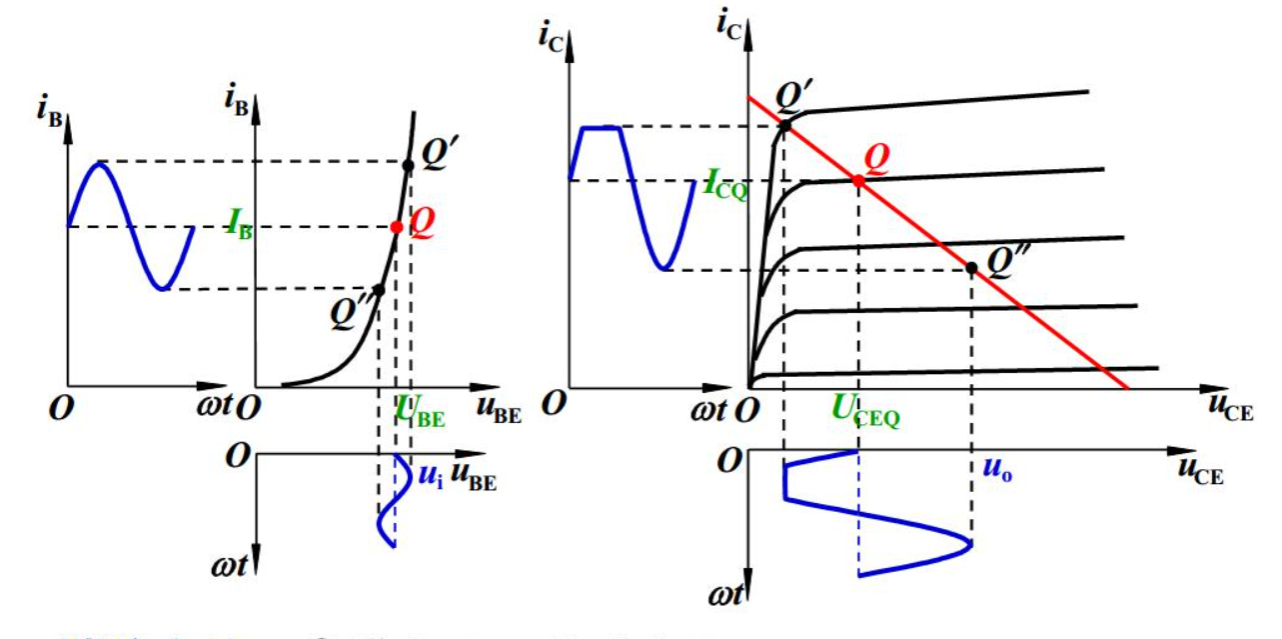 i_C
i_C
i_B
i_B
Q′
Q′
Q
I_CQ
Q
I_B
Q″
Q″
O
ωt
O
U_BE
u_BE
O
ωt
O
U_CEQ
u_CE
O
u_i
u_BE
O
u_o
u_CE
ωt
ωt